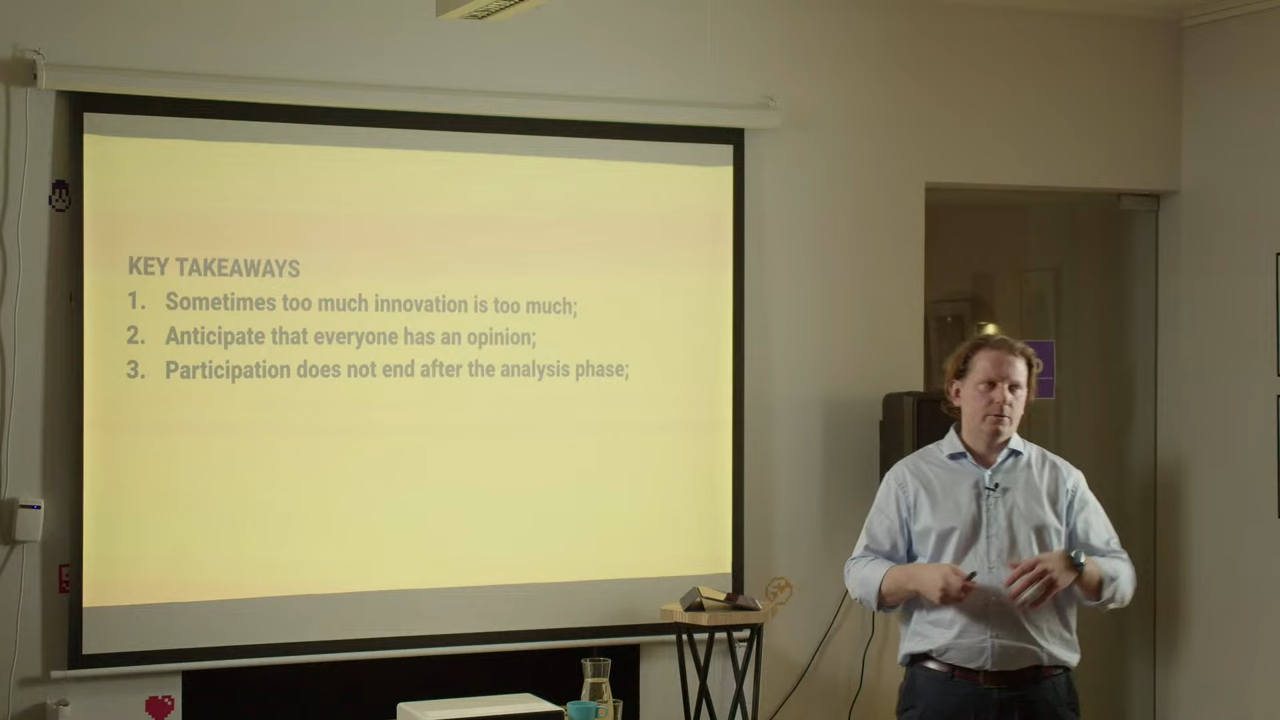 KEY TAKEAWAYS
1. Sometimes too much innovation is too much;
2. Anticipate that everyone has an opinion;
3. Participation does not end after the analysis phase;